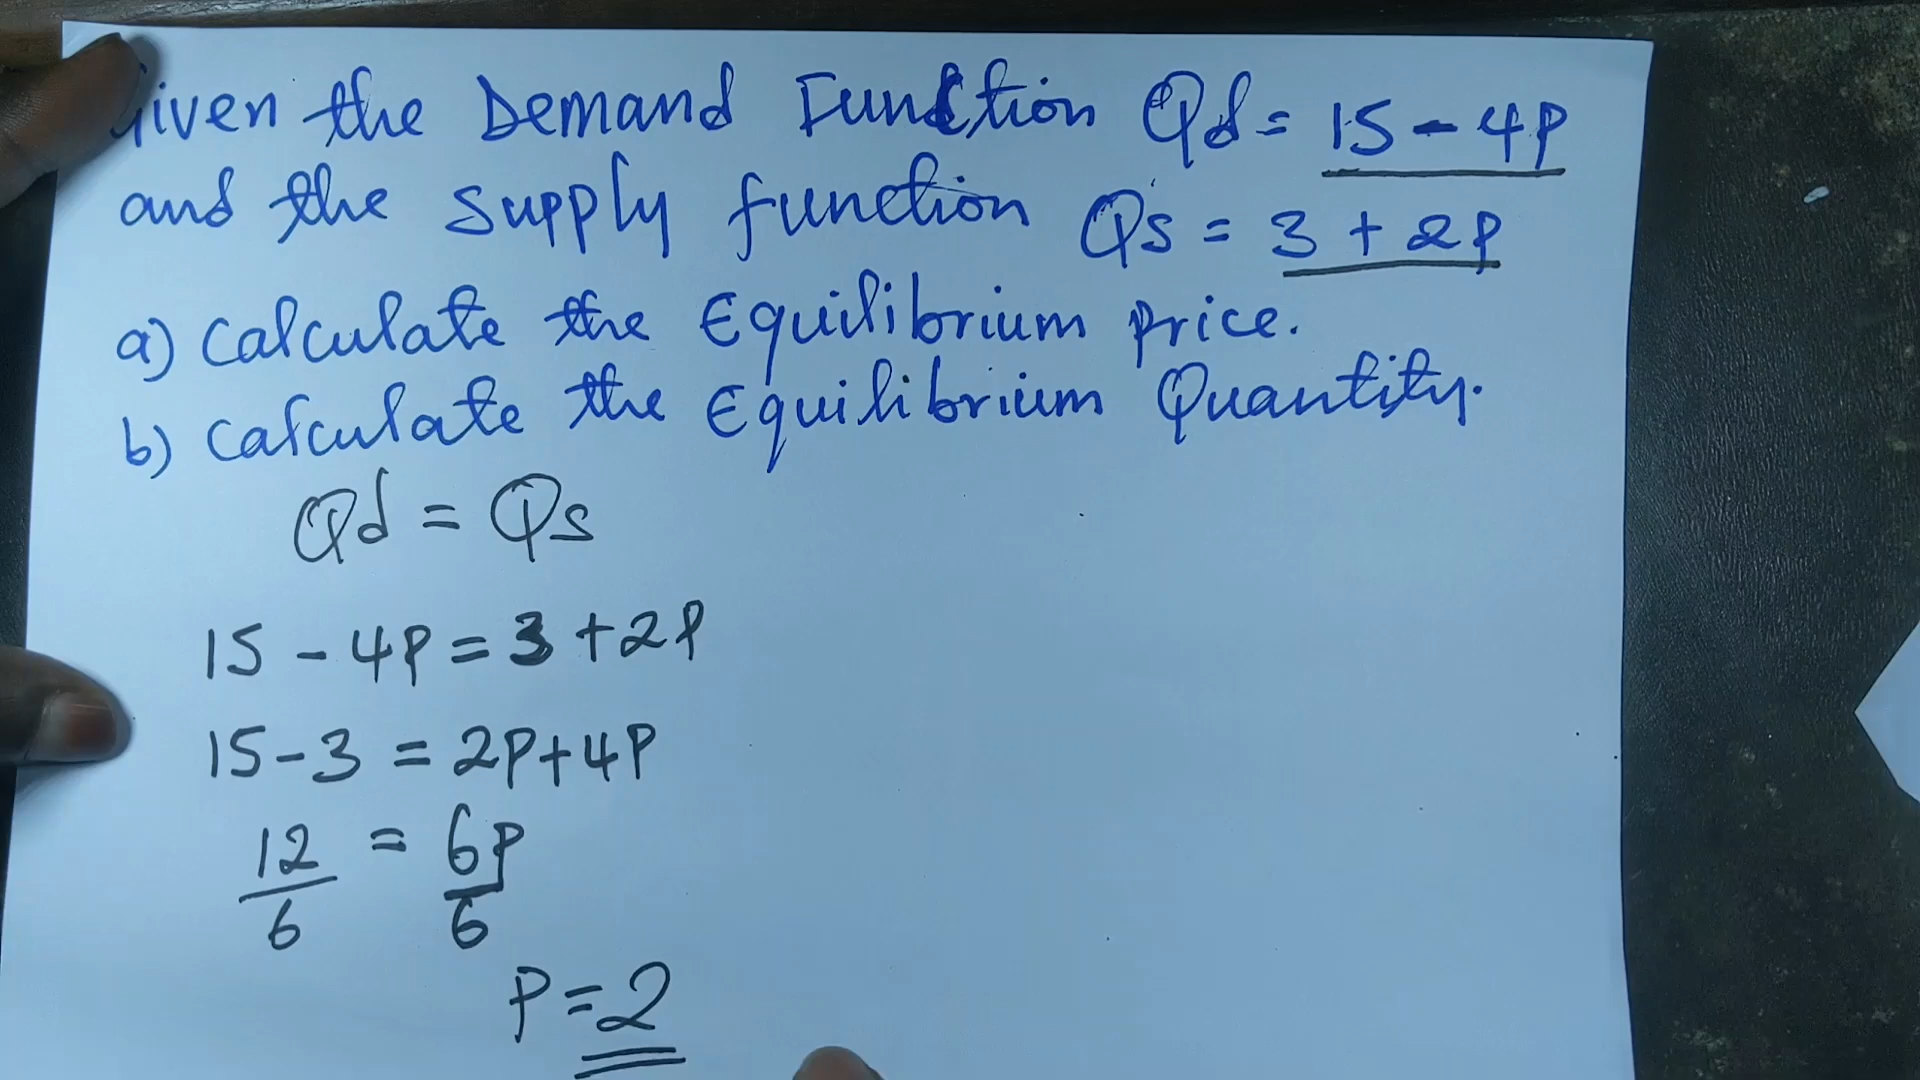 Given the Demand Function Qd = 15 - 4P
and the supply function Qs = 3 + 2P
a) Calculate the Equilibrium price.
b) Calculate the Equilibrium Quantity.
Qd = Qs
15 - 4P = 3 + 2P
15 - 3 = 2P + 4P
12/6 = 6P/6
P = 2